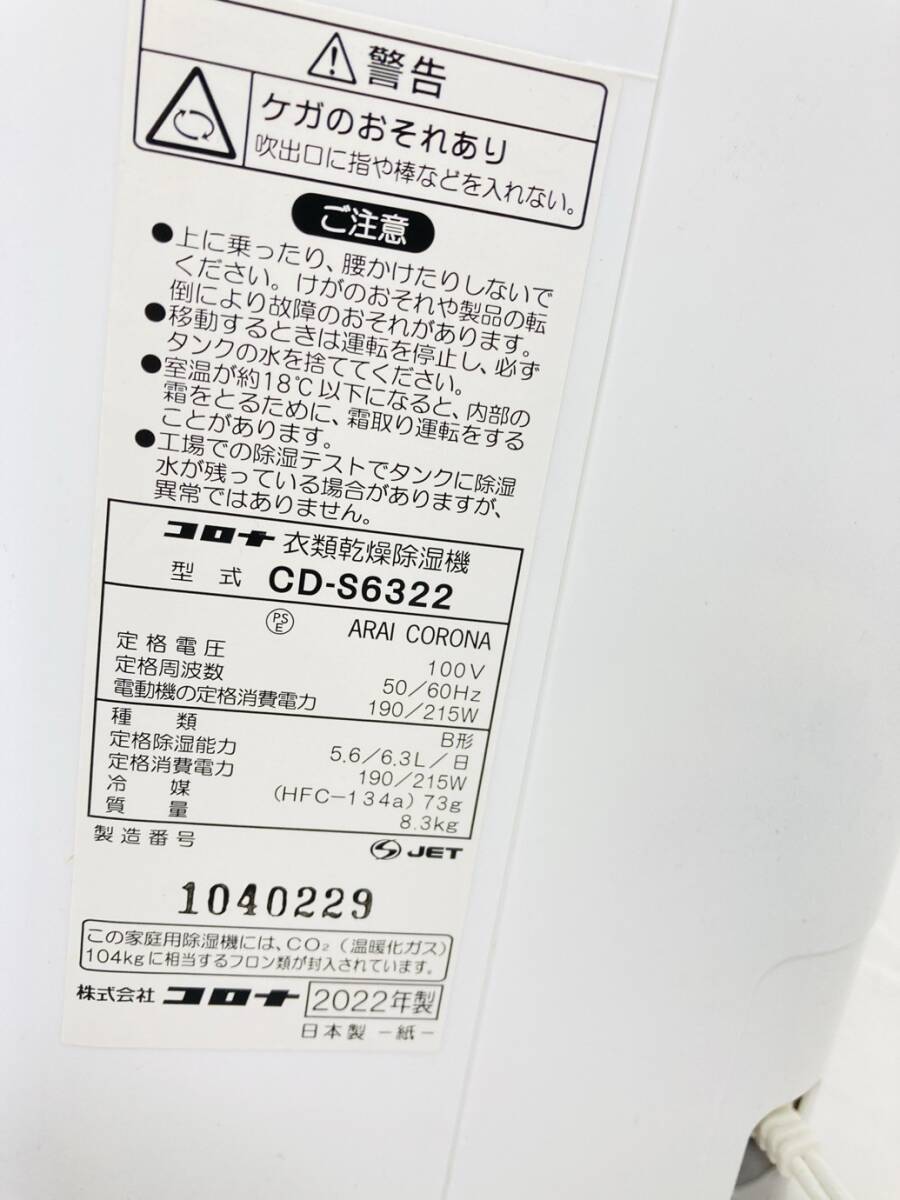 警告
ケガのおそれあり
吹出口に指や棒などを入れない。
ご注意
●上に乗ったり、腰かけたりしないで
ください。けがのおそれや製品の転
倒により故障のおそれがあります。
●移動するときは運転を停止し、必ず
タンクの水を捨ててください。
●室温が約18℃以下になると、内部の
霜をとるために、霜取り運転をする
ことがあります。
●工場での除湿テストでタンクに除湿
水が残っている場合がありますが、
異常ではありません。
コロナ 衣類乾燥除湿機
型式 CD-S6322
PSE ARAI CORONA
定格電圧 100V
定格周波数 50/60Hz
電動機の定格消費電力 190/215W
種類 B形
定格除湿能力 5.6/6.3L/日
定格消費電力 190/215W
冷媒 (HFC-134a) 73g
質量 8.3kg
製造番号 JET
1040229
この家庭用除湿機には、CO₂(温暖化ガス)
104kgに相当するフロン類が封入されています。
株式会社 コロナ 2022年製
日本製 -紙-